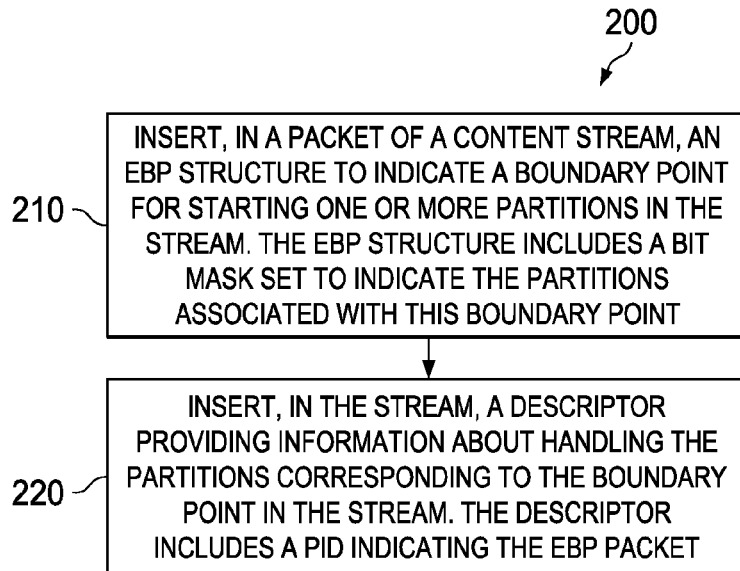 200
210
INSERT, IN A PACKET OF A CONTENT STREAM, AN
EBP STRUCTURE TO INDICATE A BOUNDARY POINT
FOR STARTING ONE OR MORE PARTITIONS IN THE
STREAM. THE EBP STRUCTURE INCLUDES A BIT
MASK SET TO INDICATE THE PARTITIONS
ASSOCIATED WITH THIS BOUNDARY POINT
220
INSERT, IN THE STREAM, A DESCRIPTOR
PROVIDING INFORMATION ABOUT HANDLING THE
PARTITIONS CORRESPONDING TO THE BOUNDARY
POINT IN THE STREAM. THE DESCRIPTOR
INCLUDES A PID INDICATING THE EBP PACKET